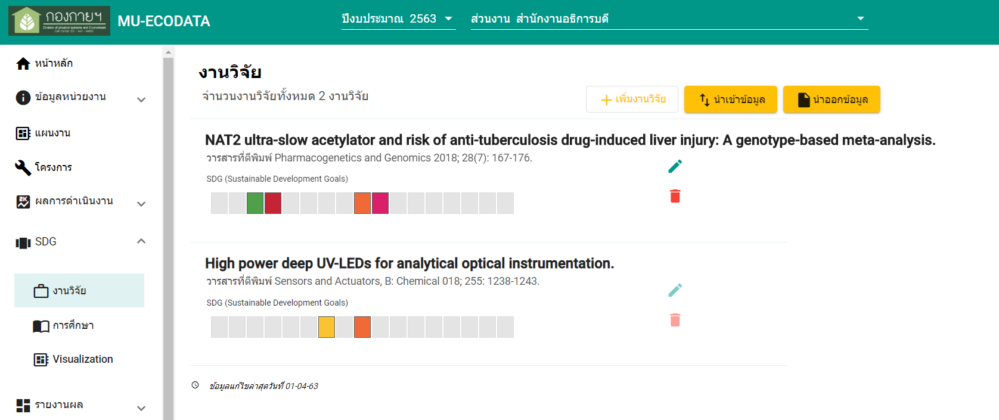 กองกายฯ
Division of physical systems and Environment
Call center 02 - 441 - 4400
MU-ECODATA
ปีงบประมาณ 2563
ส่วนงาน สำนักงานอธิการบดี
หน้าหลัก
ข้อมูลหน่วยงาน
แผนงาน
โครงการ
ผลการดำเนินงาน
SDG
งานวิจัย
การศึกษา
Visualization
รายงานผล
งานวิจัย
จำนวนงานวิจัยทั้งหมด 2 งานวิจัย
เพิ่มงานวิจัย
นำเข้าข้อมูล
นำออกข้อมูล
NAT2 ultra-slow acetylator and risk of anti-tuberculosis drug-induced liver injury: A genotype-based meta-analysis.
วารสารที่ตีพิมพ์ Pharmacogenetics and Genomics 2018; 28(7): 167-176.
SDG (Sustainable Development Goals)
High power deep UV-LEDs for analytical optical instrumentation.
วารสารที่ตีพิมพ์ Sensors and Actuators, B: Chemical 018; 255: 1238-1243.
SDG (Sustainable Development Goals)
ข้อมูลแก้ไขล่าสุดวันที่ 01-04-63